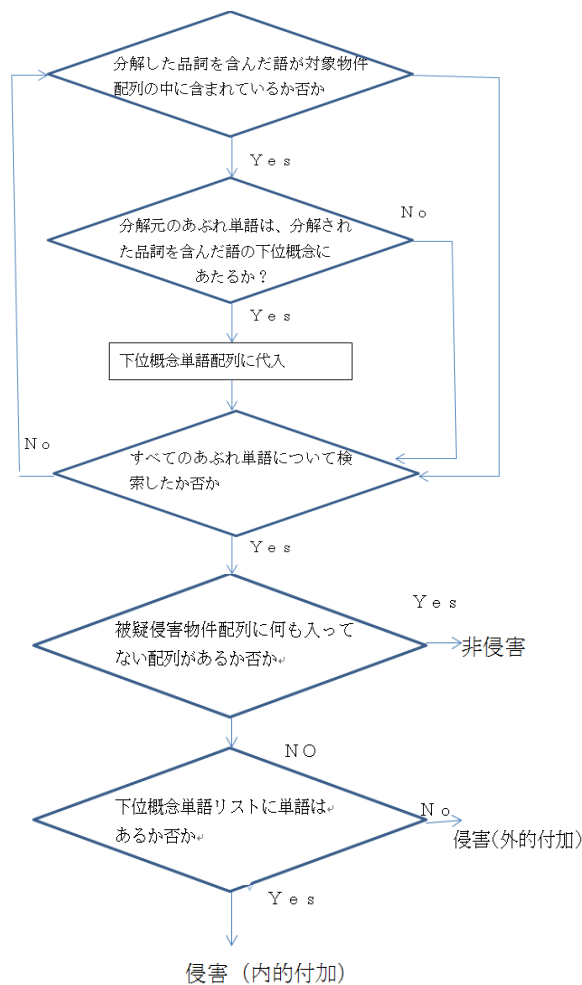 分解した品詞を含んだ語が対象物件
配列の中に含まれているか否か
Ｙｅｓ
Ｎｏ
分解元のあぶれ単語は、分解され
た品詞を含んだ語の下位概念に
あたるか？
Ｙｅｓ
下位概念単語配列に代入
Ｎｏ
すべてのあぶれ単語について検
索したか否か
Ｙｅｓ
Ｙｅｓ
被疑侵害物件配列に何も入って
ない配列があるか否か
非侵害
ＮＯ
下位概念単語リストに単語は
あるか否か
Ｎｏ
侵害(外的付加)
Ｙｅｓ
侵害（内的付加）